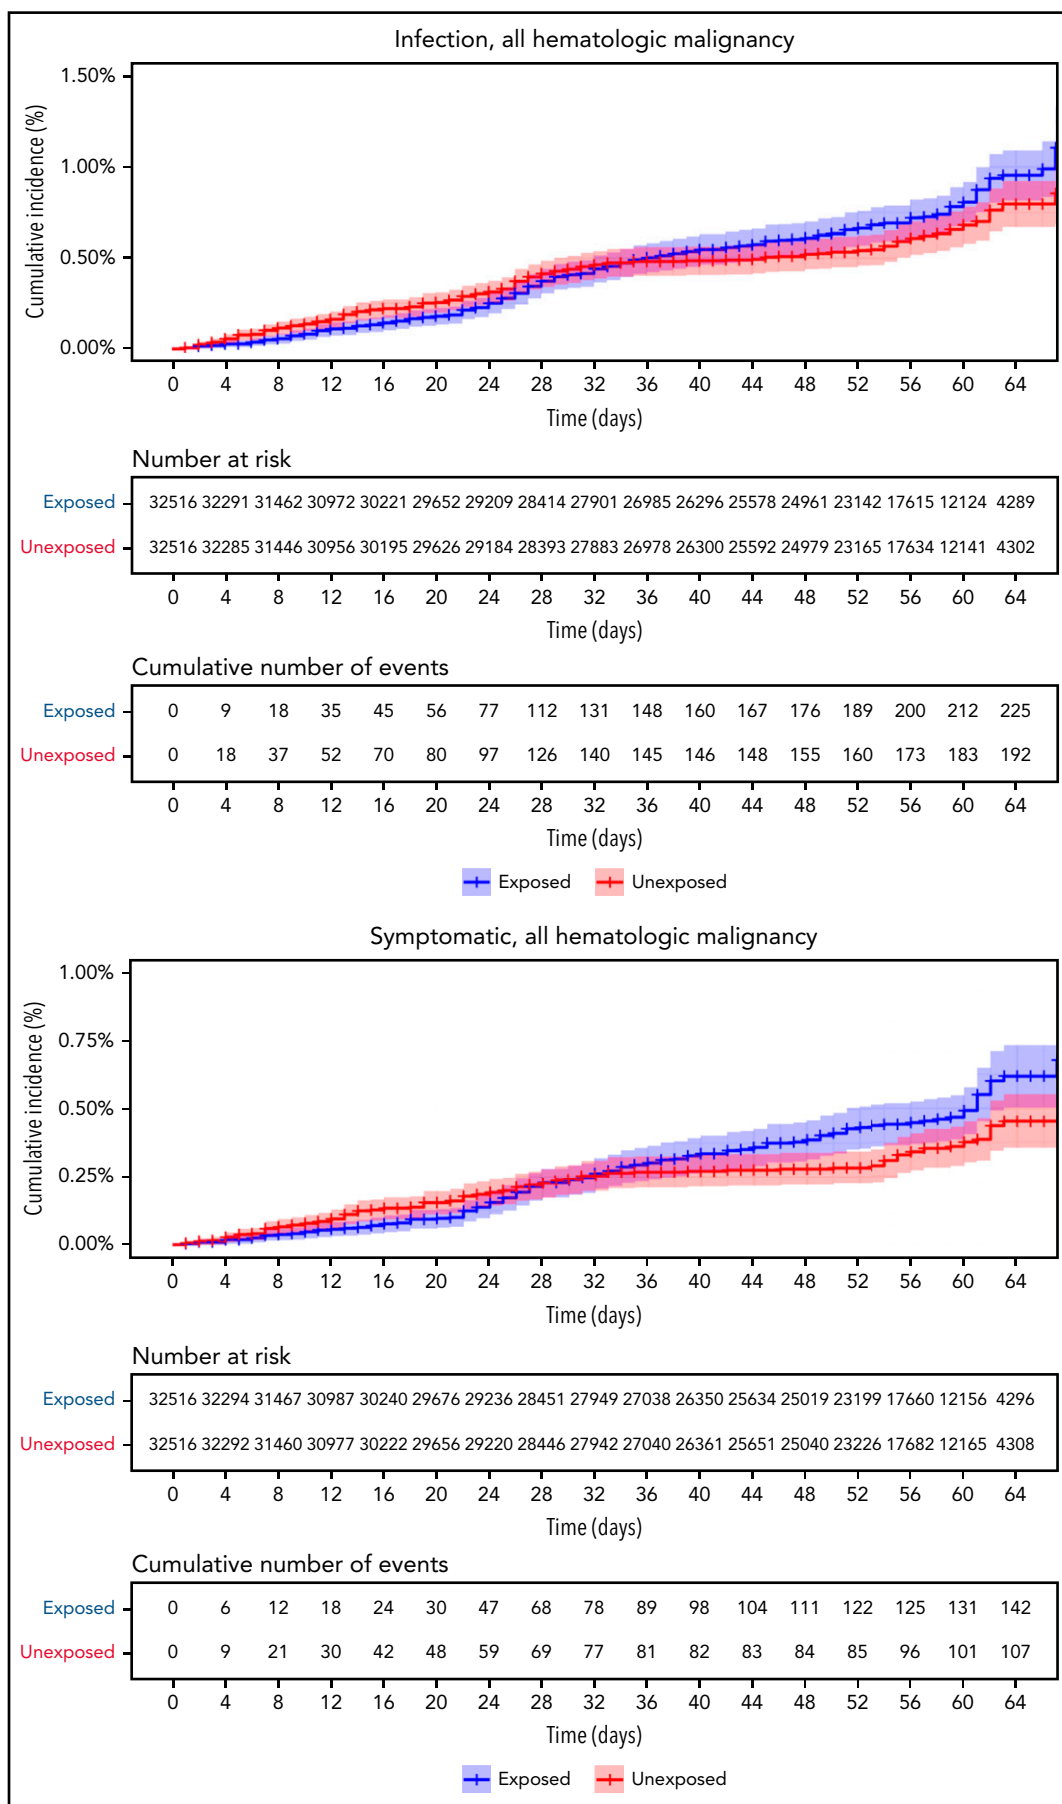 Infection, all hematologic malignancy
Cumulative incidence (%)
1.50%
1.00%
0.50%
0.00%
0 4 8 12 16 20 24 28 32 36 40 44 48 52 56 60 64
Time (days)
Number at risk
Exposed 32516 32291 31462 30972 30221 29652 29209 28414 27901 26985 26296 25578 24961 23142 17615 12124 4289
Unexposed 32516 32285 31446 30956 30195 29626 29184 28393 27883 26978 26300 25592 24979 23165 17634 12141 4302
0 4 8 12 16 20 24 28 32 36 40 44 48 52 56 60 64
Time (days)
Cumulative number of events
Exposed 0 9 18 35 45 56 77 112 131 148 160 167 176 189 200 212 225
Unexposed 0 18 37 52 70 80 97 126 140 145 146 148 155 160 173 183 192
0 4 8 12 16 20 24 28 32 36 40 44 48 52 56 60 64
Time (days)
Exposed Unexposed
Symptomatic, all hematologic malignancy
Cumulative incidence (%)
1.00%
0.75%
0.50%
0.25%
0.00%
0 4 8 12 16 20 24 28 32 36 40 44 48 52 56 60 64
Time (days)
Number at risk
Exposed 32516 32294 31467 30987 30240 29676 29236 28451 27949 27038 26350 25634 25019 23199 17660 12156 4296
Unexposed 32516 32292 31460 30977 30222 29656 29220 28446 27942 27040 26361 25651 25040 23226 17682 12165 4308
0 4 8 12 16 20 24 28 32 36 40 44 48 52 56 60 64
Time (days)
Cumulative number of events
Exposed 0 6 12 18 24 30 47 68 78 89 98 104 111 122 125 131 142
Unexposed 0 9 21 30 42 48 59 69 77 81 82 83 84 85 96 101 107
0 4 8 12 16 20 24 28 32 36 40 44 48 52 56 60 64
Time (days)
Exposed Unexposed